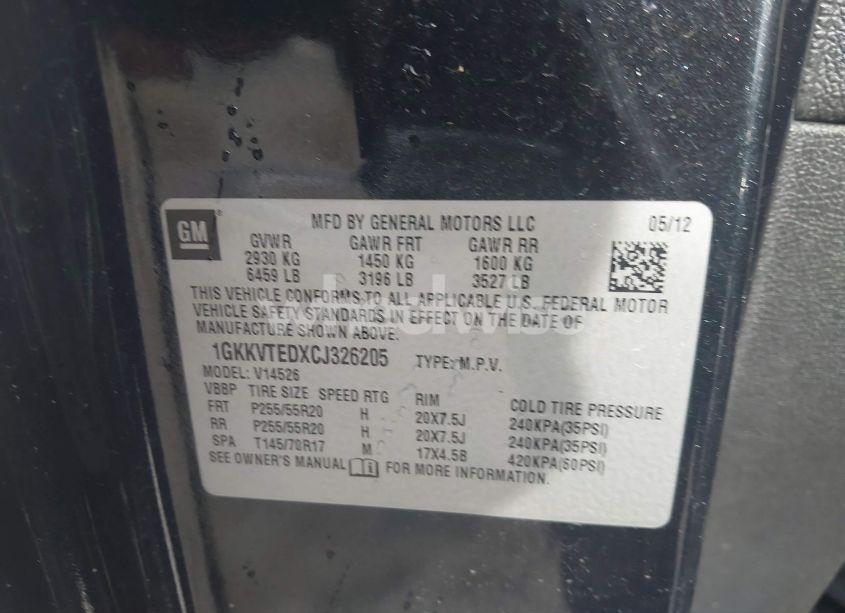 GM
MFD BY GENERAL MOTORS LLC 05/12
GVWR GAWR FRT GAWR RR
2930 KG 1450 KG 1600 KG
6459 LB 3196 LB 3527 LB
THIS VEHICLE CONFORMS TO ALL APPLICABLE U.S. FEDERAL MOTOR
VEHICLE SAFETY STANDARDS IN EFFECT ON THE DATE OF
MANUFACTURE SHOWN ABOVE.
1GKKVTEDXCJ326205 TYPE: M.P.V.
MODEL: V14526
VBBP TIRE SIZE SPEED RTG RIM COLD TIRE PRESSURE
FRT P255/55R20 H 20X7.5J 240KPA(35PSI)
RR P255/55R20 H 20X7.5J 240KPA(35PSI)
SPA T145/70R17 M 17X4.5B 420KPA(60PSI)
SEE OWNER'S MANUAL FOR MORE INFORMATION.